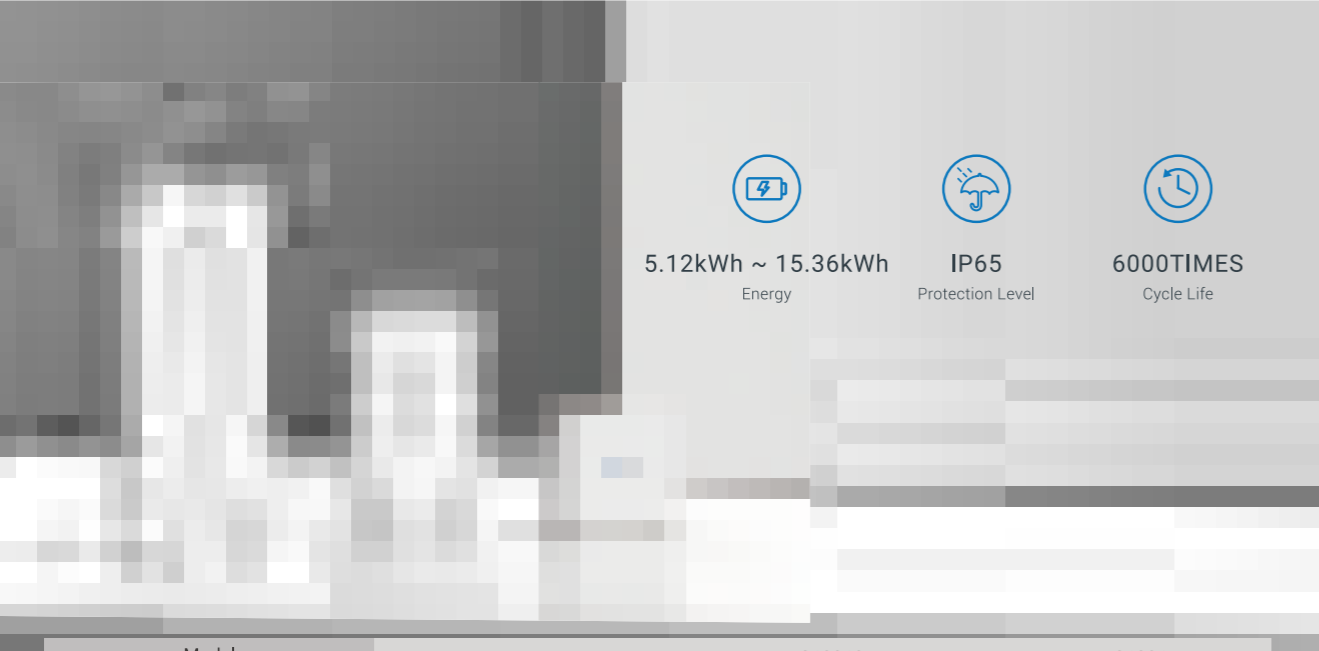 5.12kWh ~ 15.36kWh
Energy
IP65
Protection Level
6000TIMES
Cycle Life